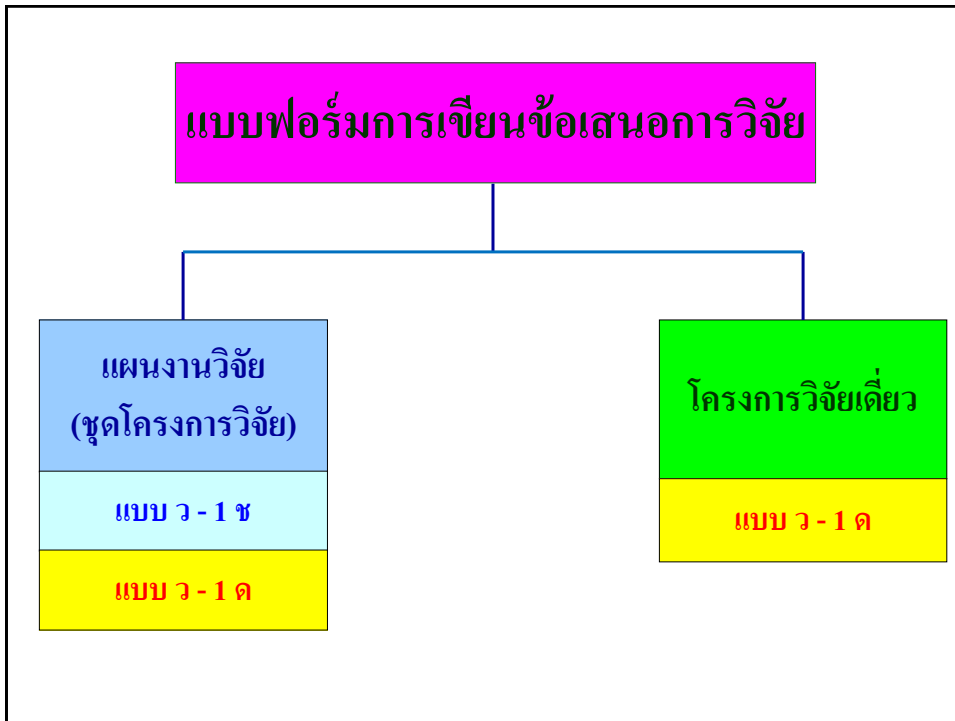 แบบฟอร์มการเขียนข้อเสนอการวิจัย
แผนงานวิจัย
(ชุดโครงการวิจัย)
แบบ ว - 1 ช
แบบ ว - 1 ด
โครงการวิจัยเดี่ยว
แบบ ว - 1 ด